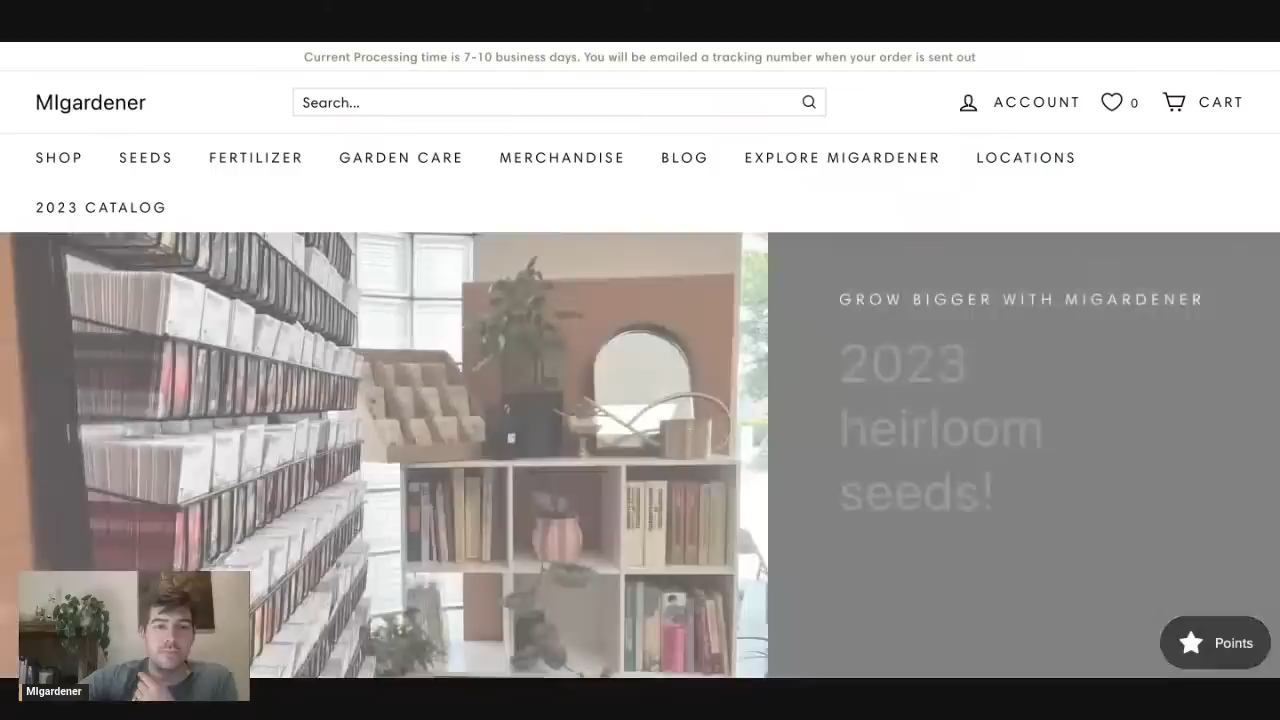 Current Processing time is 7-10 business days. You will be emailed a tracking number when your order is sent out
MIgardener
Search...
ACCOUNT
0
CART
SHOP
SEEDS
FERTILIZER
GARDEN CARE
MERCHANDISE
BLOG
EXPLORE MIGARDENER
LOCATIONS
2023 CATALOG
GROW BIGGER WITH MIGARDENER
2023
heirloom
seeds!
Points
MIgardener